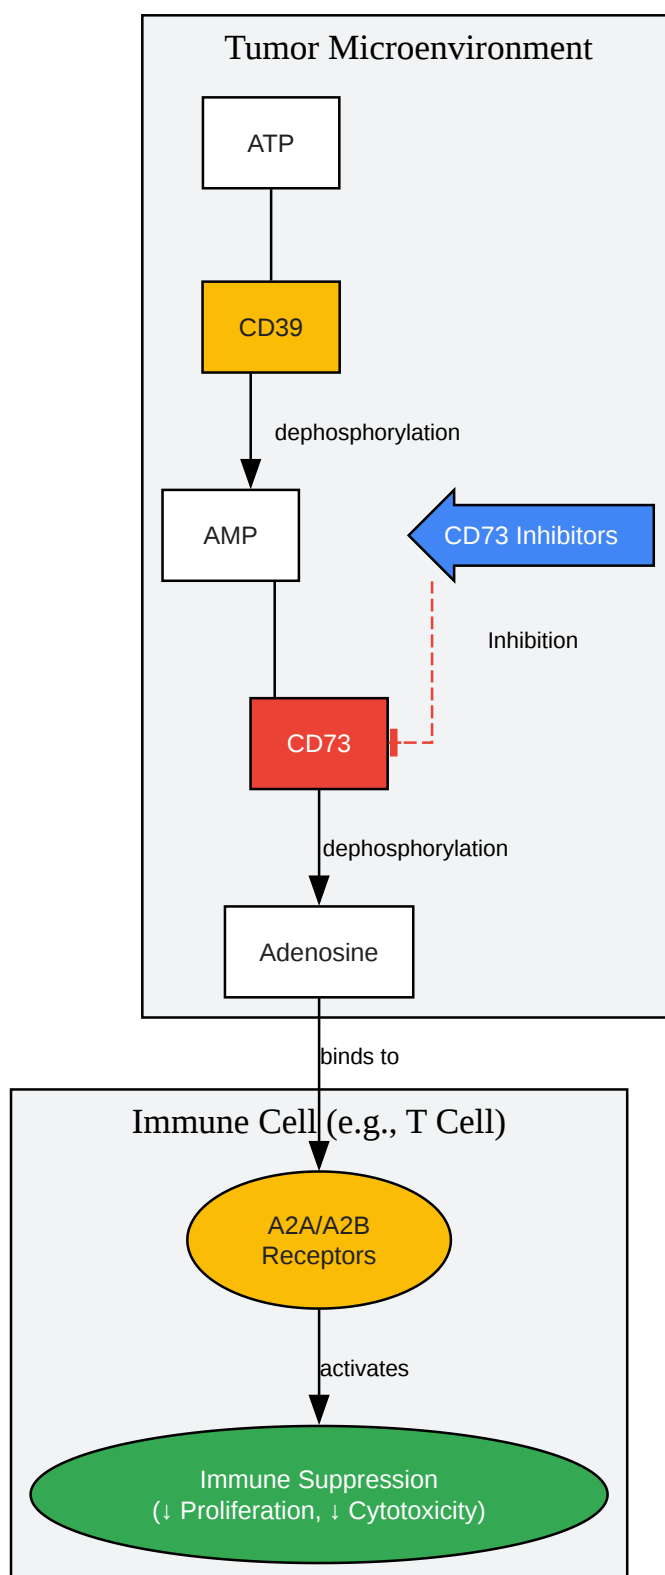 Tumor Microenvironment
ATP
CD39
dephosphorylation
AMP
CD73 Inhibitors
Inhibition
CD73
dephosphorylation
Adenosine
binds to
Immune Cell (e.g., T Cell)
A2A/A2B
Receptors
activates
Immune Suppression
(↓ Proliferation, ↓ Cytotoxicity)